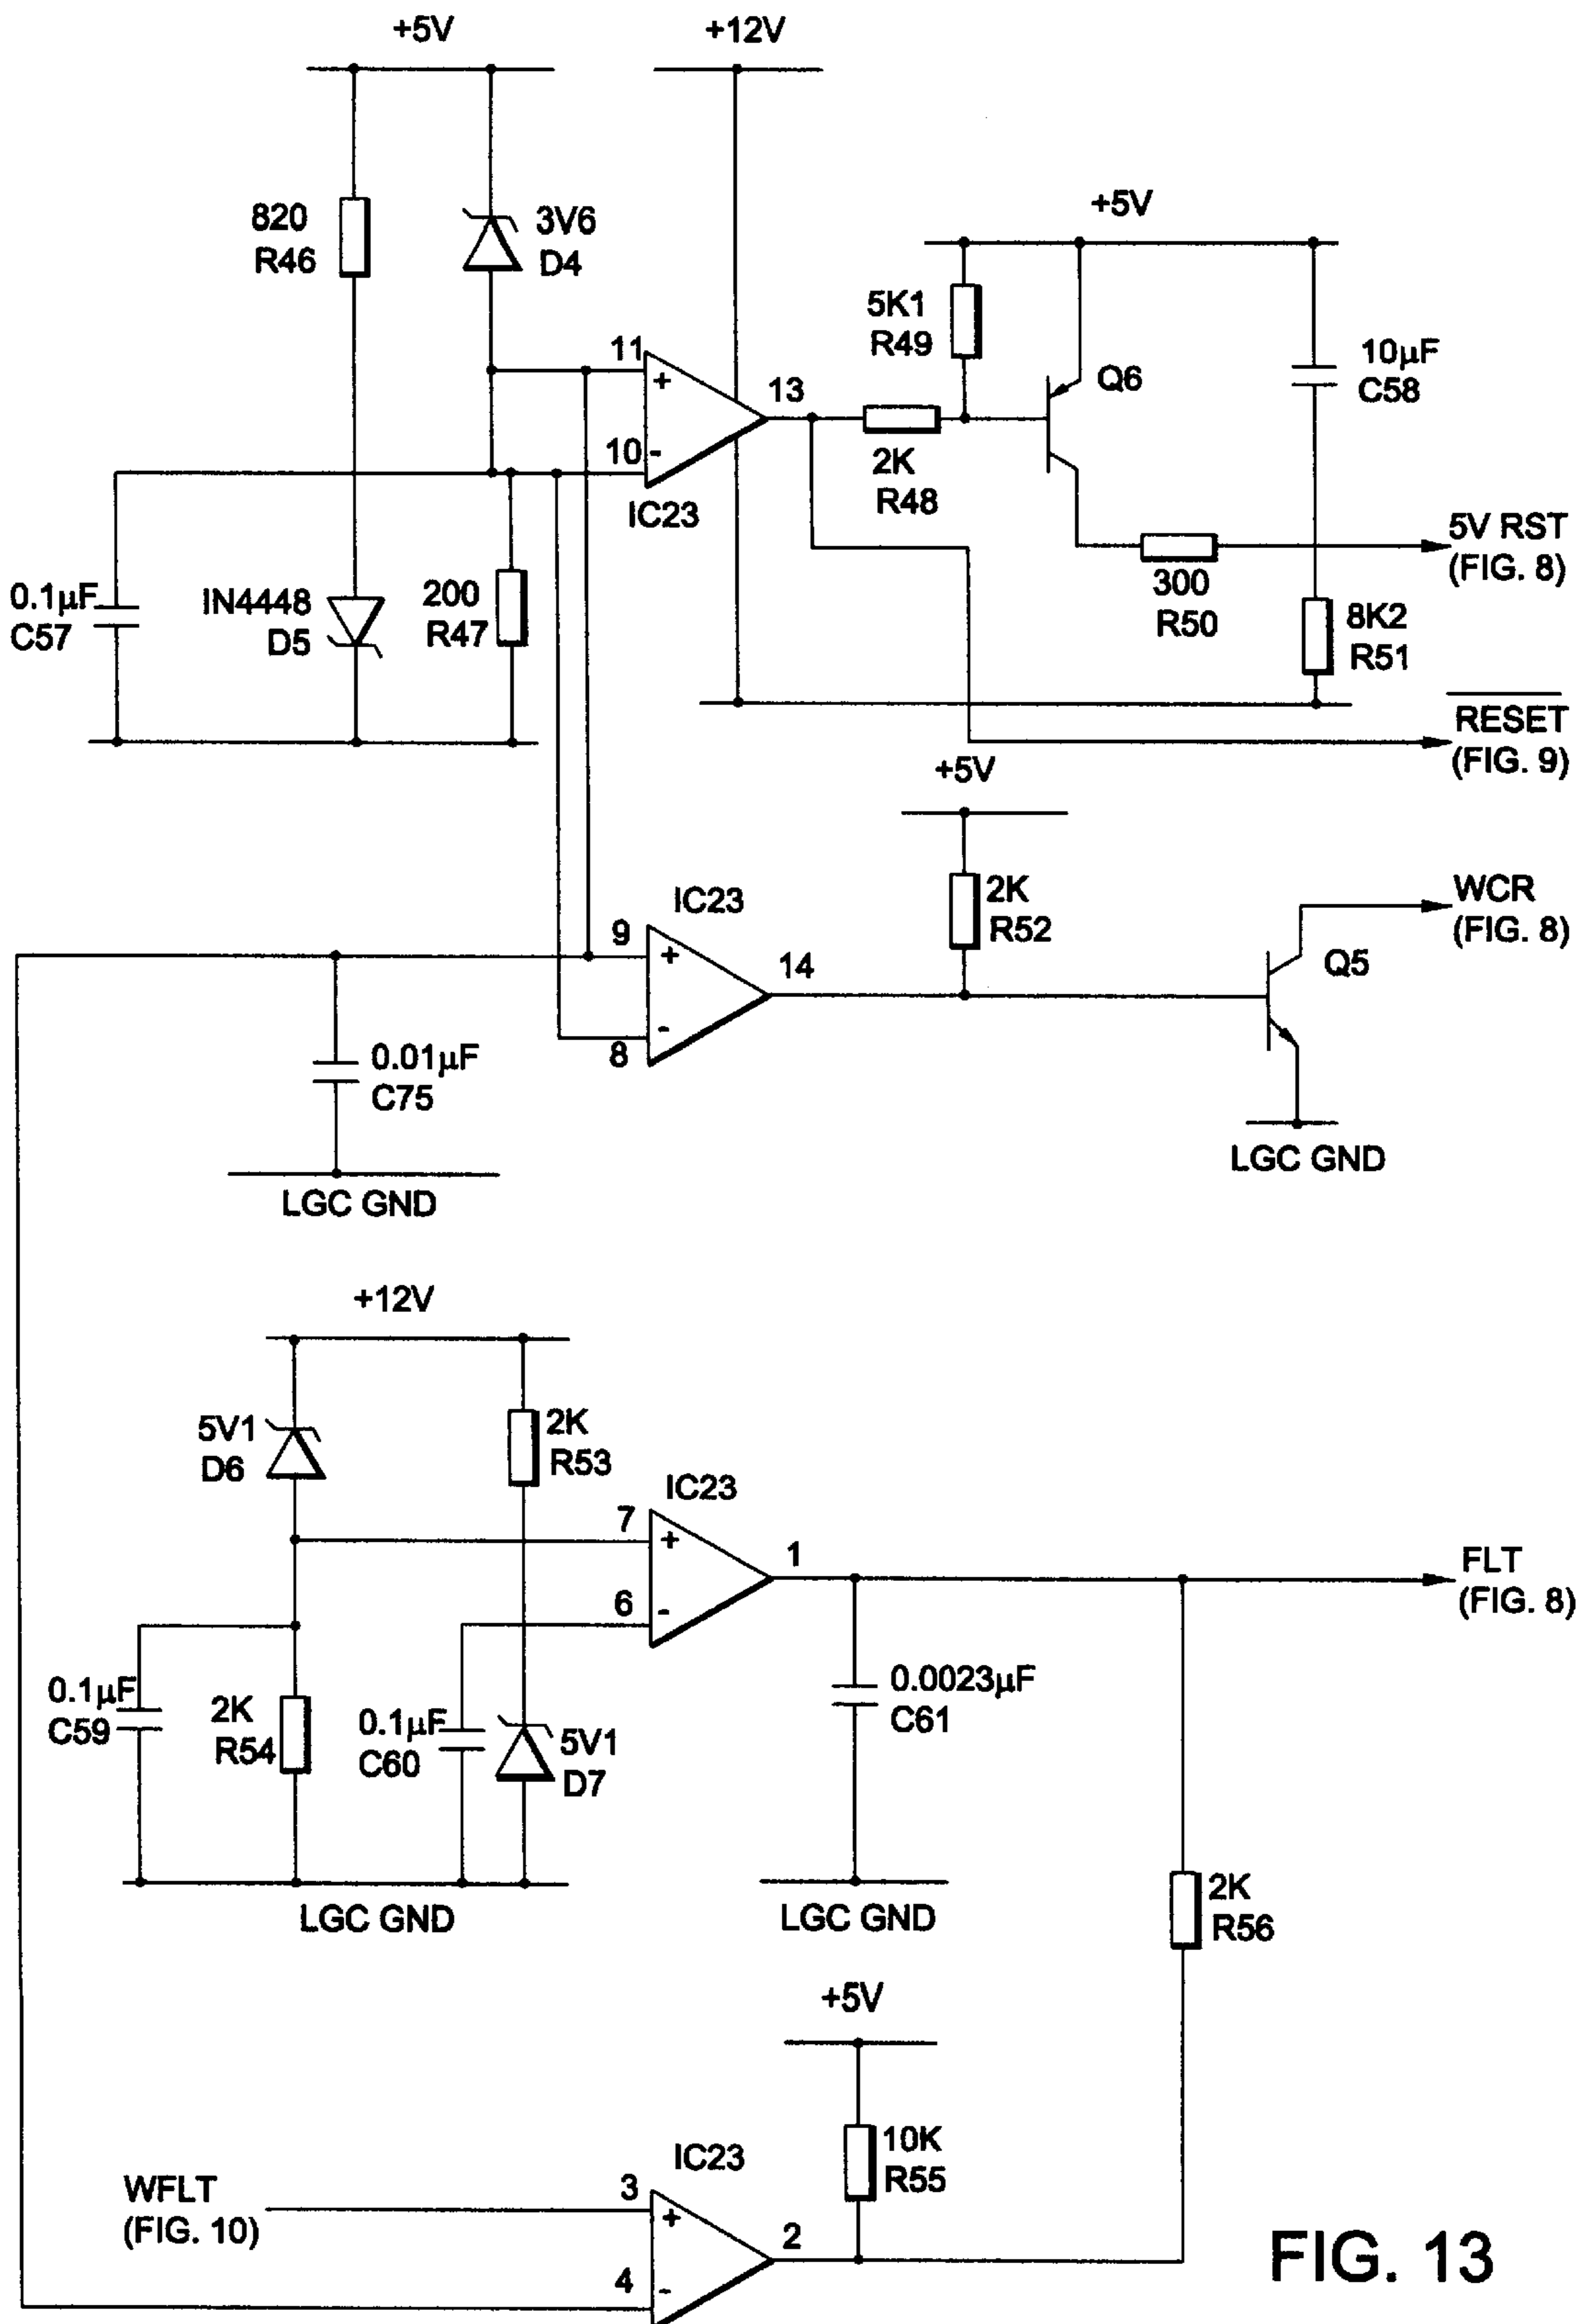 +5V
+12V
820
R46
3V6
D4
+5V
5K1
R49
10µF
C58
Q6
11
+
13
10
-
IC23
2K
R48
5V RST
(FIG. 8)
0.1µF
C57
IN4448
D5
200
R47
300
R50
8K2
R51
RESET
(FIG. 9)
+5V
2K
R52
WCR
(FIG. 8)
IC23
9
+
14
-
8
Q5
0.01µF
C75
LGC GND
LGC GND
+12V
5V1
D6
2K
R53
IC23
7
+
1
6
-
FLT
(FIG. 8)
0.1µF
C59
2K
R54
0.1µF
C60
5V1
D7
0.0023µF
C61
LGC GND
LGC GND
2K
R56
+5V
10K
R55
IC23
WFLT
(FIG. 10)
3
+
2
4
-
FIG. 13